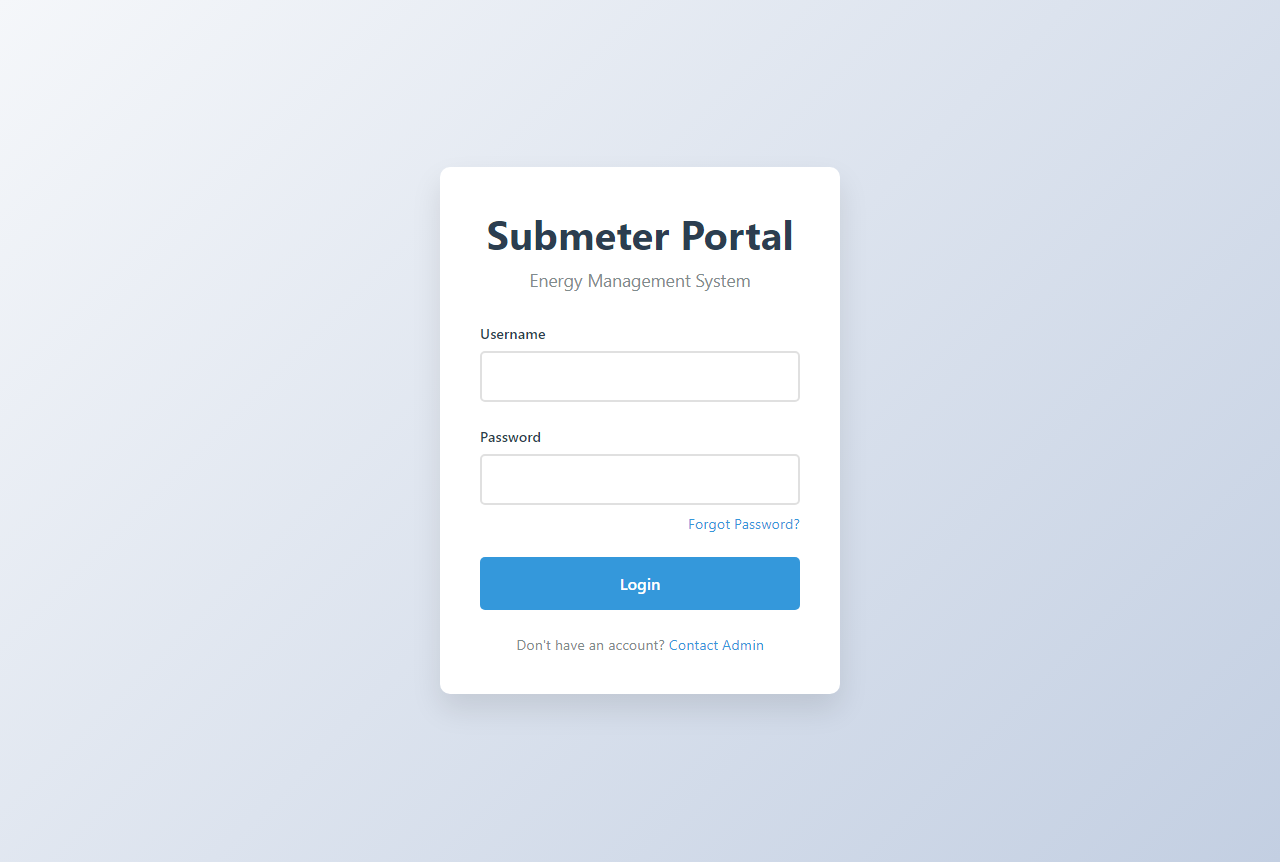 Submeter Portal
Energy Management System
Username
Password
Forgot Password?
Login
Don't have an account? Contact Admin